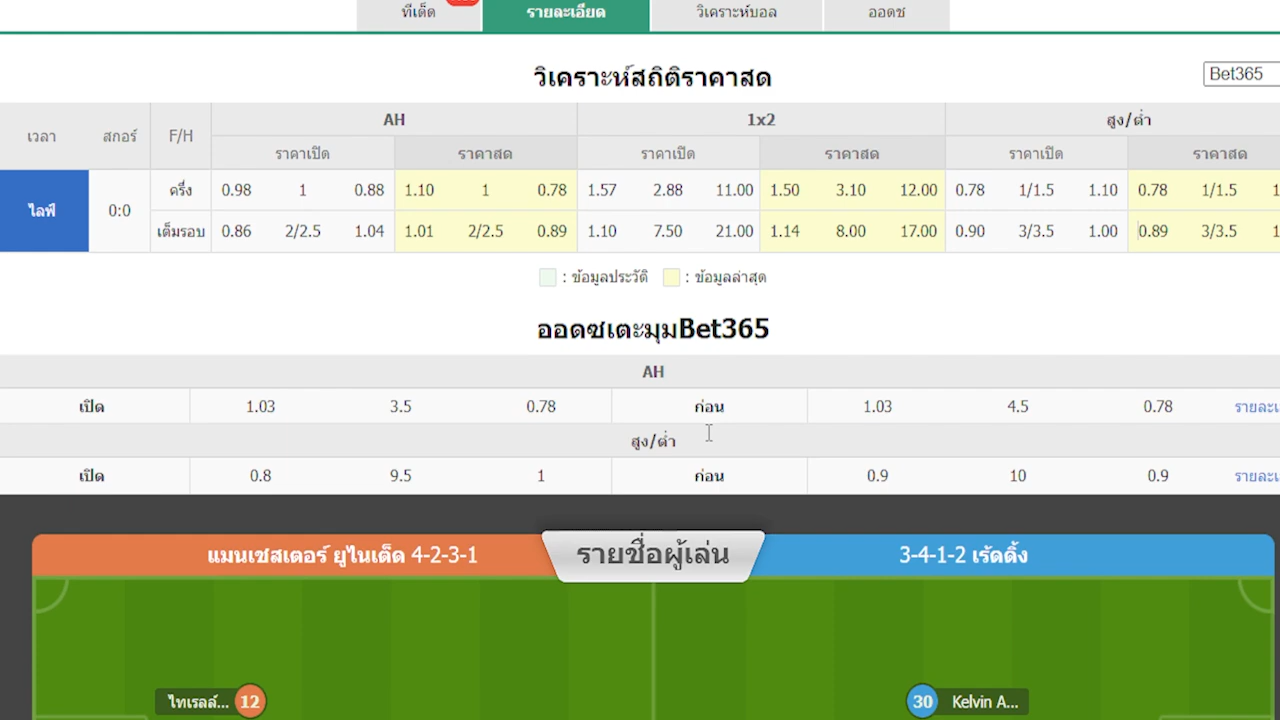 ทีเด็ด รายละเอียด วิเคราะห์บอล ออดซ
วิเคราะห์สถิติราคาสด
Bet365
เวลา สกอร์ F/H AH 1x2 สูง/ต่ำ
ราคาเปิด ราคาสด ราคาเปิด ราคาสด ราคาเปิด ราคาสด
ไลฟ์ 0:0
ครึ่ง 0.98 1 0.88 1.10 1 0.78 1.57 2.88 11.00 1.50 3.10 12.00 0.78 1/1.5 1.10 0.78 1/1.5
เต็มรอบ 0.86 2/2.5 1.04 1.01 2/2.5 0.89 1.10 7.50 21.00 1.14 8.00 17.00 0.90 3/3.5 1.00 0.89 3/3.5
: ข้อมูลประวัติ : ข้อมูลล่าสุด
ออดซเตะมุมBet365
AH
เปิด 1.03 3.5 0.78 ก่อน 1.03 4.5 0.78
สูง/ต่ำ
เปิด 0.8 9.5 1 ก่อน 0.9 10 0.9
แมนเชสเตอร์ ยูไนเต็ด 4-2-3-1 รายชื่อผู้เล่น 3-4-1-2 เร้ดดิ้ง
ไทเรลล์... 12 30 Kelvin A...